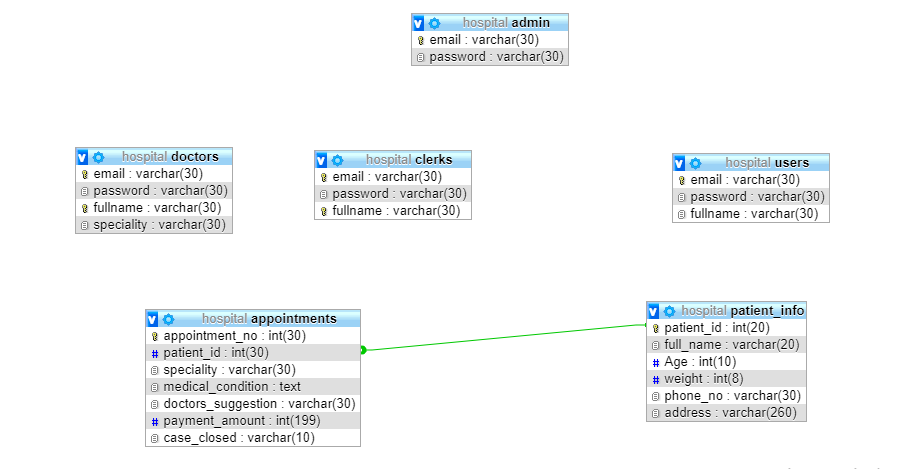 hospital admin
email : varchar(30)
password : varchar(30)
hospital doctors
email : varchar(30)
password : varchar(30)
fullname : varchar(30)
speciality : varchar(30)
hospital clerks
email : varchar(30)
password : varchar(30)
fullname : varchar(30)
hospital users
email : varchar(30)
password : varchar(30)
fullname : varchar(30)
hospital appointments
appointment_no : int(30)
patient_id : int(30)
speciality : varchar(30)
medical_condition : text
doctors_suggestion : varchar(30)
payment_amount : int(199)
case_closed : varchar(10)
hospital patient_info
patient_id : int(20)
full_name : varchar(20)
Age : int(10)
weight : int(8)
phone_no : varchar(30)
address : varchar(260)